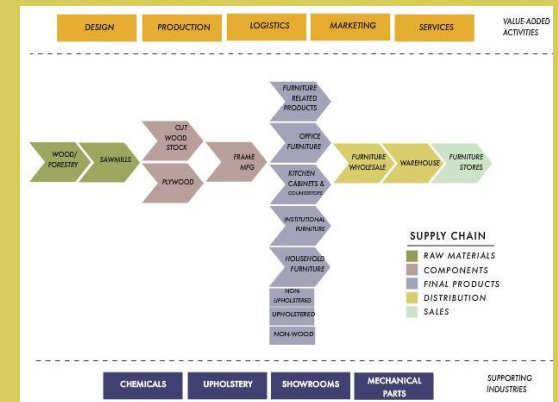 DESIGN
PRODUCTION
LOGISTICS
MARKETING
SERVICES
VALUE-ADDED
ACTIVITIES
WOOD/
FORESTRY
SAWMILLS
CUT
WOOD
STOCK
PLYWOOD
FRAME
MFG
FURNITURE
RELATED
PRODUCTS
OFFICE
FURNITURE
KITCHEN
CABINETS &
COUNTERTOPS
INSTITUTIONAL
FURNITURE
HOUSEHOLD
FURNITURE
NON-
UPHOLSTERED
UPHOLSTERED
NON-WOOD
FURNITURE
WHOLESALE
WAREHOUSE
FURNITURE
STORES
SUPPLY CHAIN
RAW MATERIALS
COMPONENTS
FINAL PRODUCTS
DISTRIBUTION
SALES
CHEMICALS
UPHOLSTERY
SHOWROOMS
MECHANICAL
PARTS
SUPPORTING
INDUSTRIES